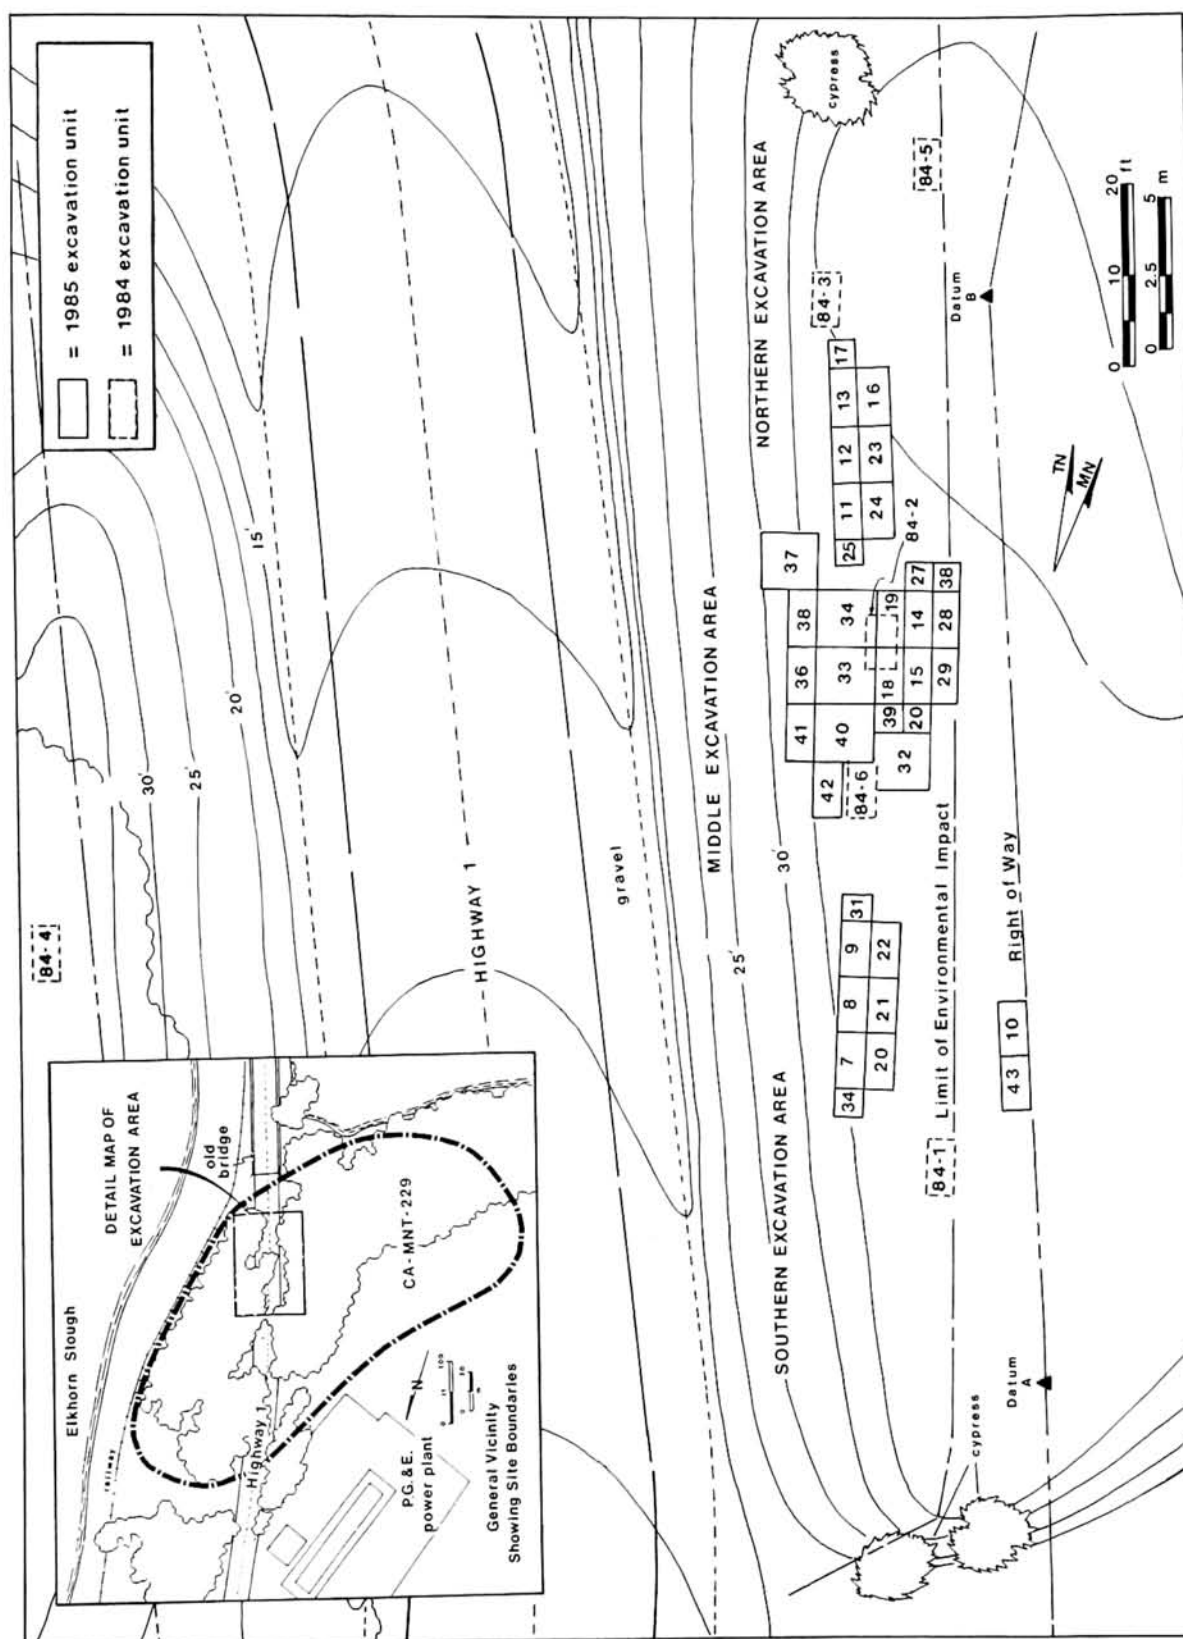 = 1985 excavation unit
= 1984 excavation unit
cypress
84-5
20
ft
10
0
5
m
2.5
0
NORTHERN EXCAVATION AREA
84-3
Datum
B
17
13
16
12
23
11
24
25
84-2
TN
MN
15'
20'
25'
30'
MIDDLE EXCAVATION AREA
37
38
34
19
27
38
14
28
36
33
18
15
29
41
40
39
20
32
42
84-6
HIGHWAY 1
gravel
30'
25'
84-4
Limit of Environmental Impact
Right of Way
SOUTHERN EXCAVATION AREA
31
9
22
8
21
7
20
34
10
43
84-1
Datum
A
cypress
DETAIL MAP OF
EXCAVATION AREA
old
bridge
Elkhorn Slough
CA-MNT-229
Highway 1
P.G.&E.
power plant
N
General Vicinity
Showing Site Boundaries